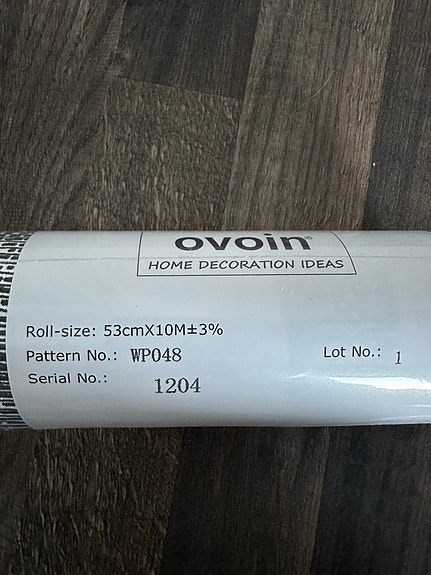 ovoin®
HOME DECORATION IDEAS
Roll-size: 53cmX10M±3%
Pattern No.: WP048
Lot No.: 1
Serial No.: 1204